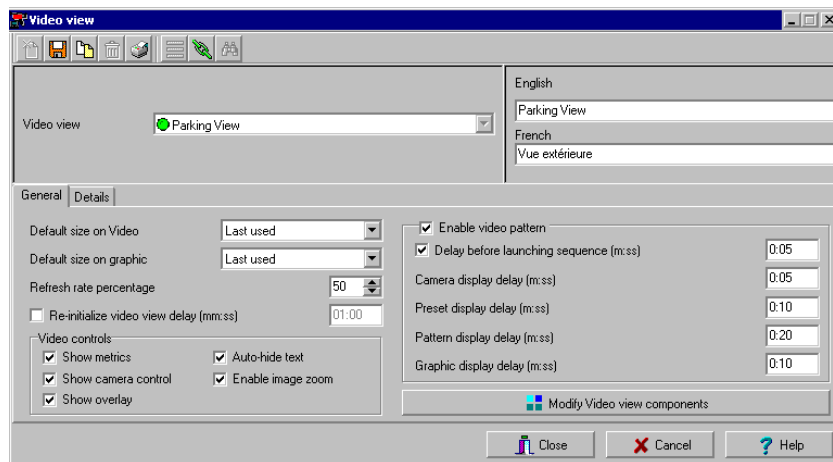 Video view
English
Parking View
Video view
Parking View
French
Vue extérieure
General
Details
Default size on Video
Last used
Default size on graphic
Last used
Refresh rate percentage
50
Re-initialize video view delay (mm:ss)
01:00
Video controls
Show metrics
Auto-hide text
Show camera control
Enable image zoom
Show overlay
Enable video pattern
Delay before launching sequence (m:ss)
0:05
Camera display delay (m:ss)
0:05
Preset display delay (m:ss)
0:10
Pattern display delay (m:ss)
0:20
Graphic display delay (m:ss)
0:10
Modify Video view components
Close
Cancel
Help